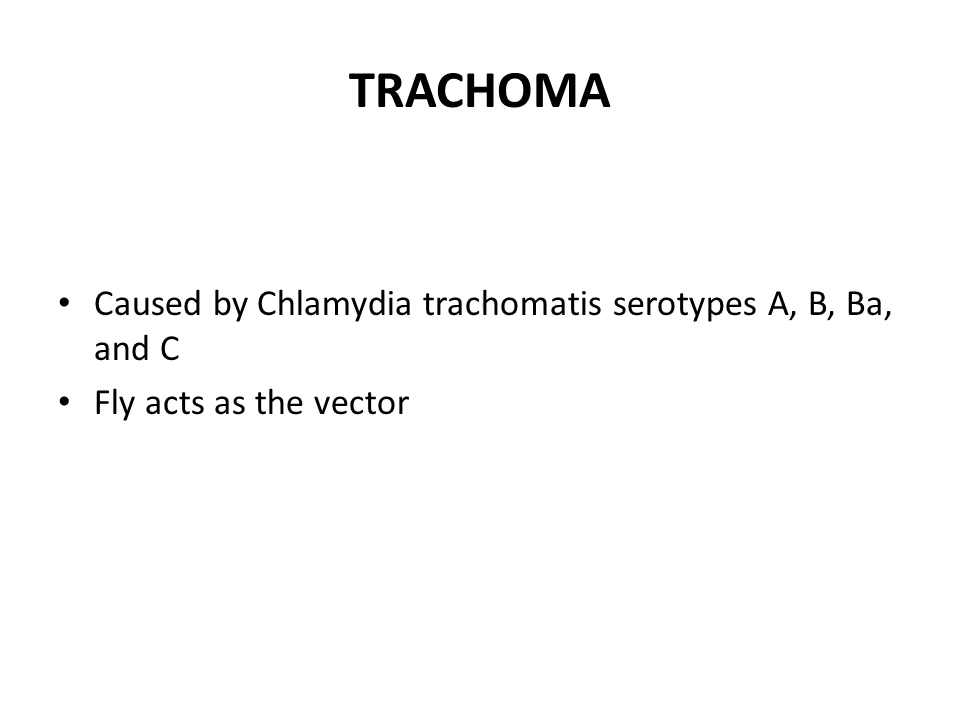 TRACHOMA
• Caused by Chlamydia trachomatis serotypes A, B, Ba,
and C
• Fly acts as the vector